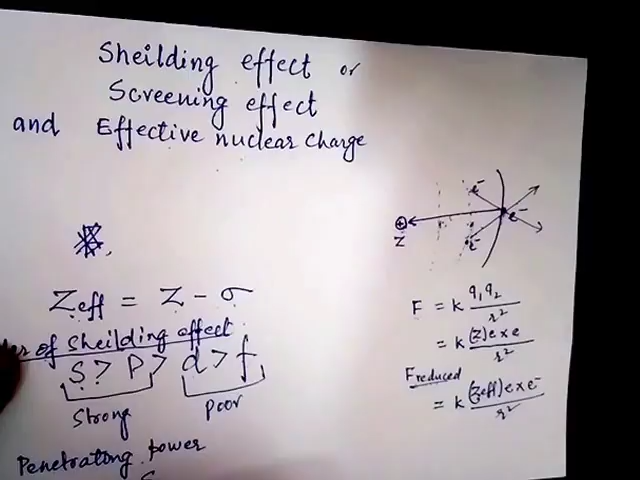 Sheilding effect or
Screening effect
and Effective nuclear charge
e⁻
e⁻
e⁻
⊕
Z
Zeff = Z - σ
of Sheilding effect
S > P > d > f
Strong
Poor
Penetrating power
F = k q₁q₂/r²
= k (Z)e x e/r²
Freduced
= k (Zeff)e x e⁻/r²